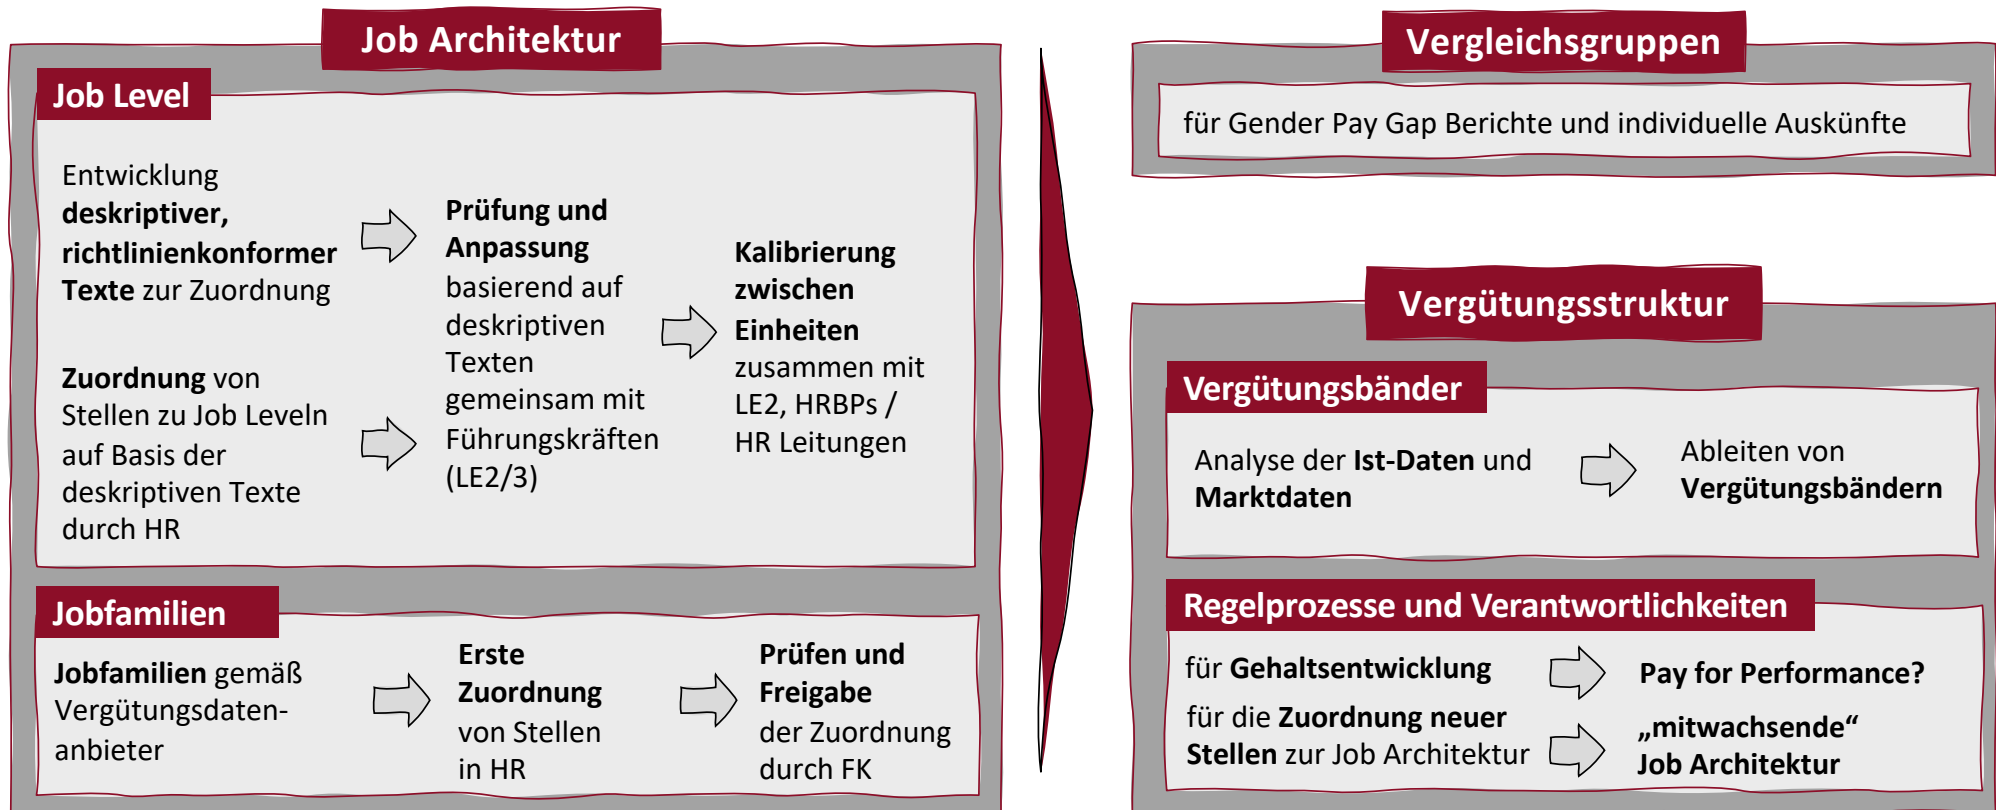 Job Architektur
Job Level
Entwicklung
deskriptiver,
richtlinienkonformer
Texte zur Zuordnung
Zuordnung von
Stellen zu Job Leveln
auf Basis der
deskriptiven Texte
durch HR
Prüfung und
Anpassung
basierend auf
deskriptiven
Texten
gemeinsam mit
Führungskräften
(LE2/3)
Kalibrierung
zwischen
Einheiten
zusammen mit
LE2, HRBPs /
HR Leitungen
Jobfamilien
Jobfamilien gemäß
Vergütungsdaten-
anbieter
Erste
Zuordnung
von Stellen
in HR
Prüfen und
Freigabe
der Zuordnung
durch FK
Vergleichsgruppen
für Gender Pay Gap Berichte und individuelle Auskünfte
Vergütungsstruktur
Vergütungsbänder
Analyse der Ist-Daten und
Marktdaten
Ableiten von
Vergütungsbändern
Regelprozesse und Verantwortlichkeiten
für Gehaltsentwicklung
Pay for Performance?
für die Zuordnung neuer
Stellen zur Job Architektur
„mitwachsende“
Job Architektur